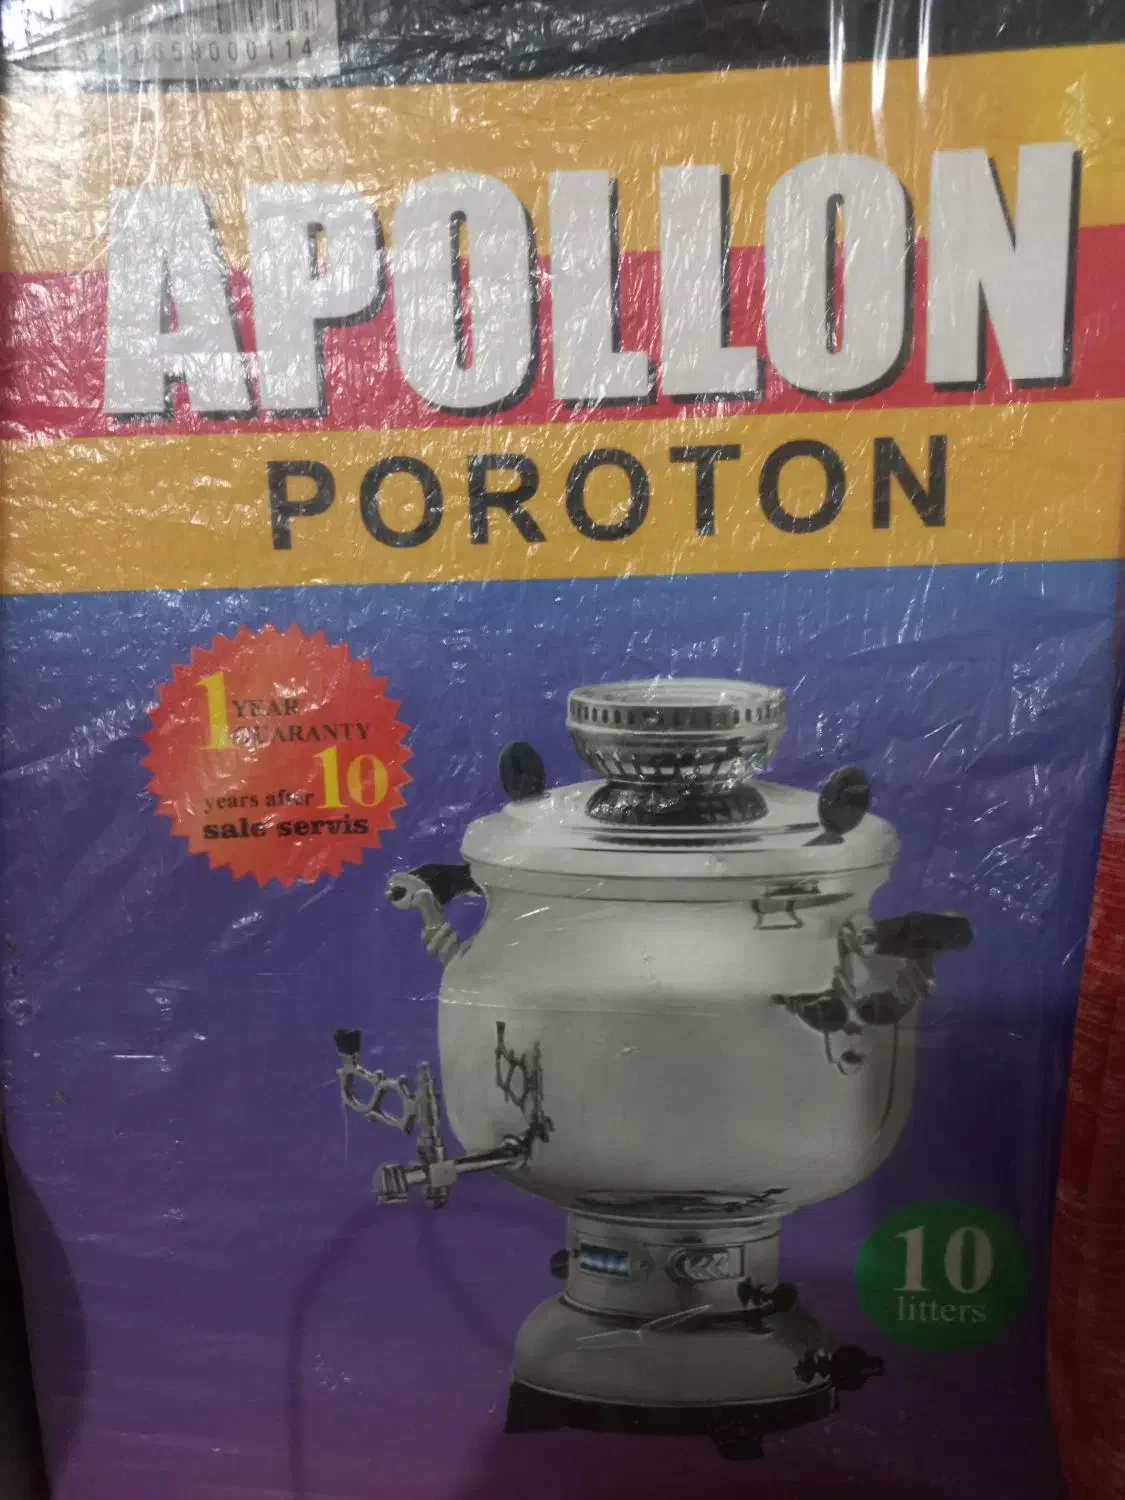 APOLLON
POROTON
1 YEAR
GUARANTY
years after 10
sale servis
10
litters